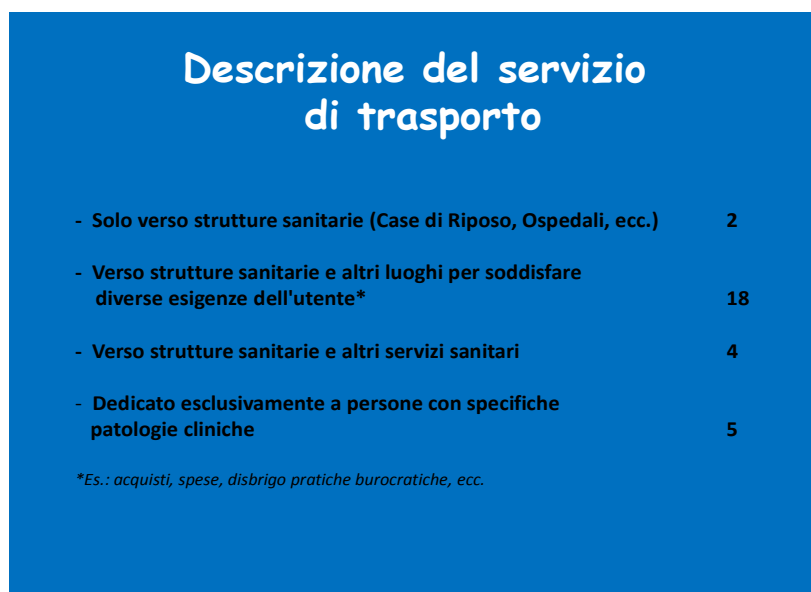 Descrizione del servizio
di trasporto
- Solo verso strutture sanitarie (Case di Riposo, Ospedali, ecc.) 2
- Verso strutture sanitarie e altri luoghi per soddisfare
diverse esigenze dell'utente* 18
- Verso strutture sanitarie e altri servizi sanitari 4
- Dedicato esclusivamente a persone con specifiche
patologie cliniche 5
*Es.: acquisti, spese, disbrigo pratiche burocratiche, ecc.